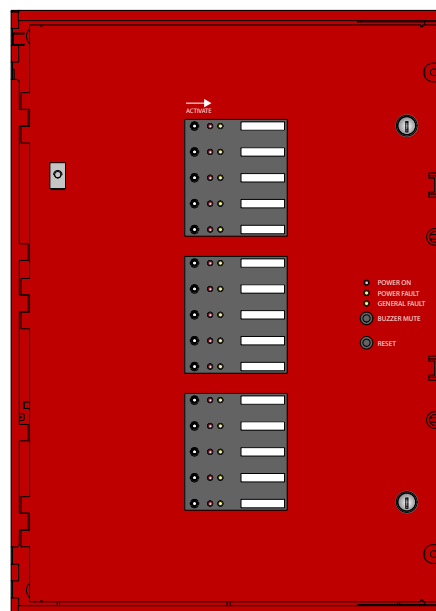 ACTIVATE
POWER ON
POWER FAULT
GENERAL FAULT
BUZZER MUTE
RESET